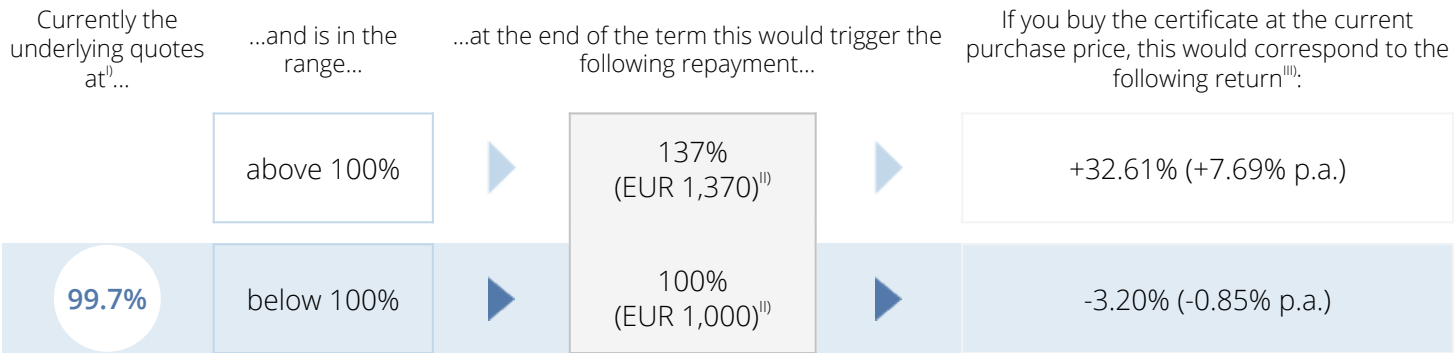 Currently the
underlying quotes
at^I)...
...and is in the
range...
...at the end of the term this would trigger the
following repayment...
If you buy the certificate at the current
purchase price, this would correspond to the
following return^III):
above 100%
137%
(EUR 1,370)^II)
+32.61% (+7.69% p.a.)
99.7%
below 100%
100%
(EUR 1,000)^II)
-3.20% (-0.85% p.a.)